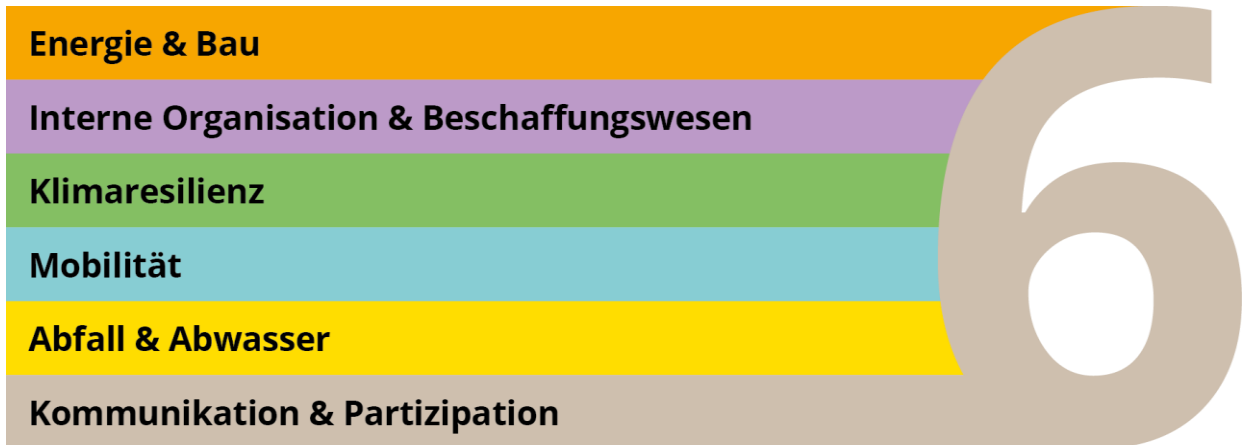 Energie & Bau
Interne Organisation & Beschaffungswesen
Klimaresilienz
Mobilität
Abfall & Abwasser
Kommunikation & Partizipation
6